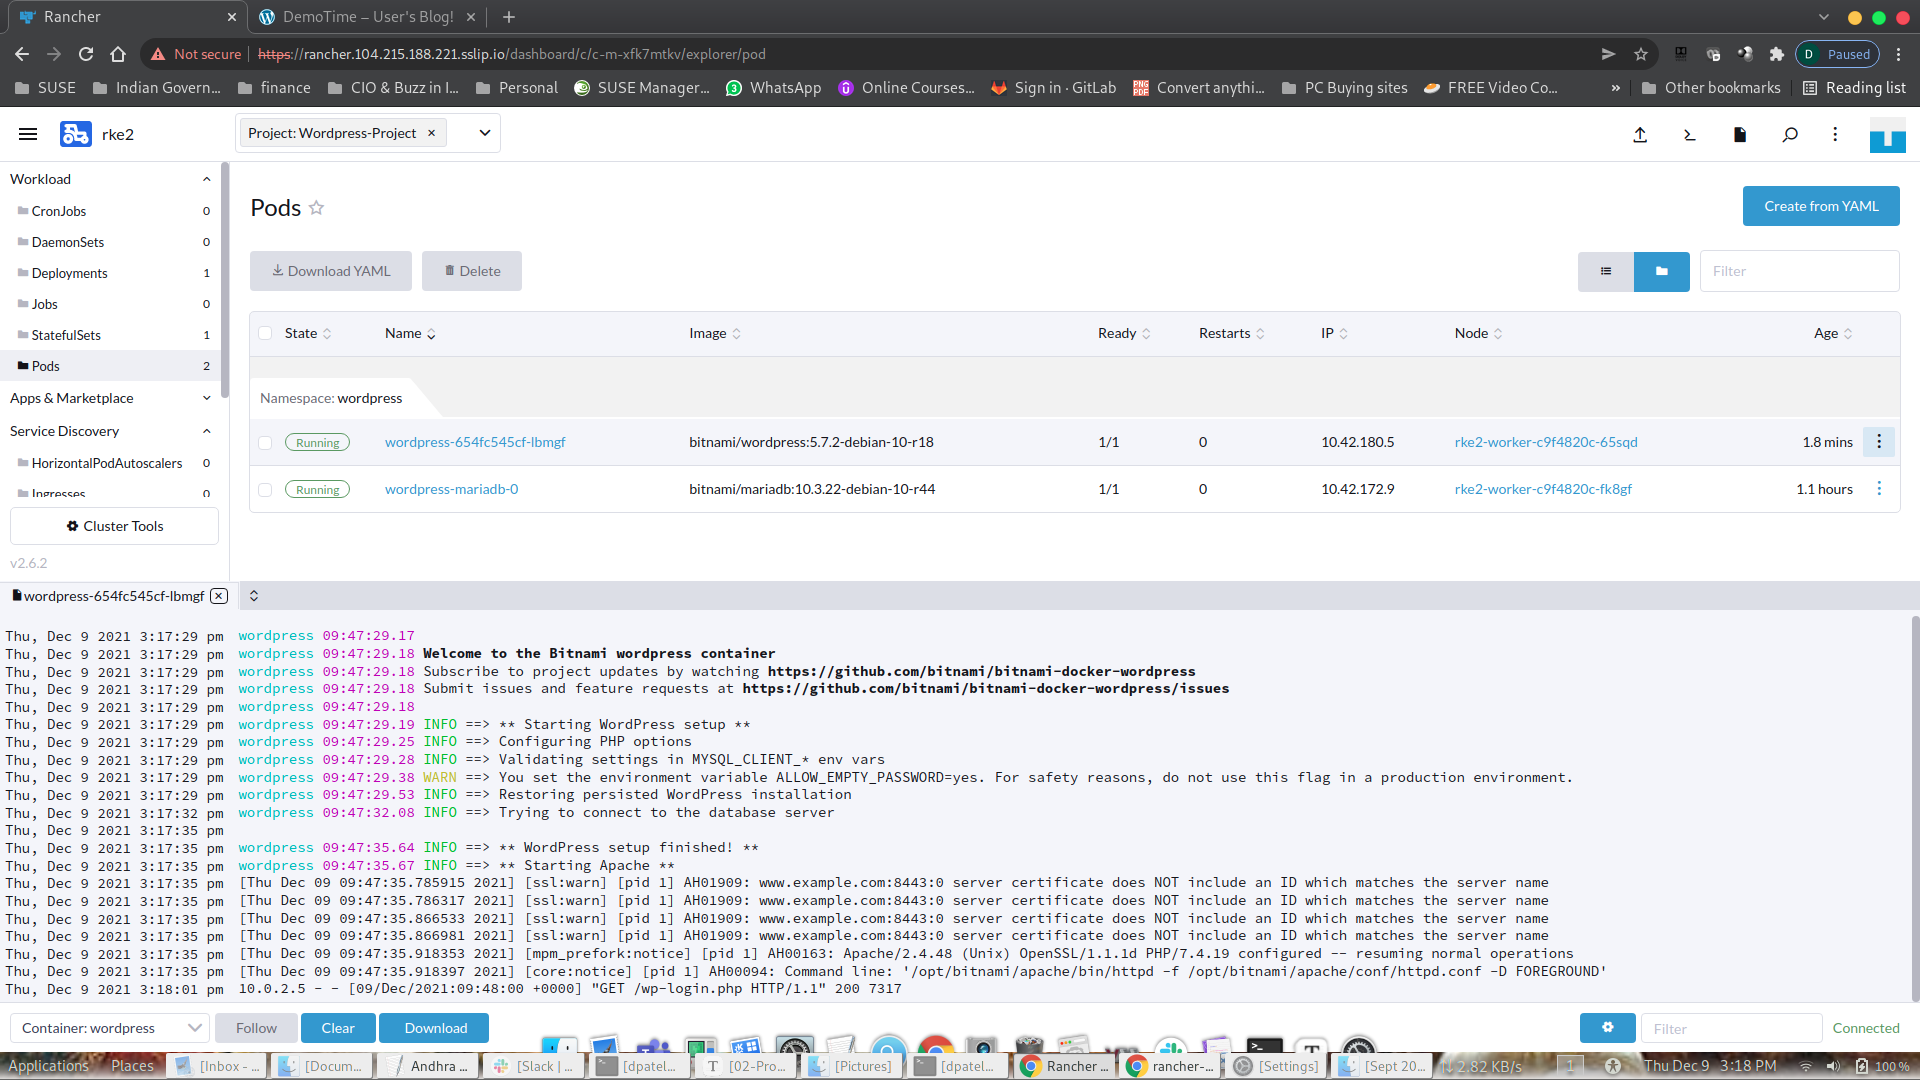 Rancher
DemoTime – User's Blog!
Not secure
https://rancher.104.215.188.221.sslip.io/dashboard/c/c-m-xfk7mtkv/explorer/pod
D Paused
SUSE
Indian Govern...
finance
CIO & Buzz in I...
Personal
SUSE Manager...
WhatsApp
Online Courses...
Sign in · GitLab
Convert anythi...
PC Buying sites
FREE Video Co...
»
Other bookmarks
Reading list
rke2
Project: Wordpress-Project
Workload
CronJobs 0
DaemonSets 0
Deployments 1
Jobs 0
StatefulSets 1
Pods 2
Apps & Marketplace
Service Discovery
HorizontalPodAutoscalers 0
Ingresses 0
Cluster Tools
v2.6.2
Pods
Create from YAML
Download YAML
Delete
Filter
State Name Image Ready Restarts IP Node Age
Namespace: wordpress
Running wordpress-654fc545cf-lbmgf bitnami/wordpress:5.7.2-debian-10-r18 1/1 0 10.42.180.5 rke2-worker-c9f4820c-65sqd 1.8 mins
Running wordpress-mariadb-0 bitnami/mariadb:10.3.22-debian-10-r44 1/1 0 10.42.172.9 rke2-worker-c9f4820c-fk8gf 1.1 hours
wordpress-654fc545cf-lbmgf
Thu, Dec 9 2021 3:17:29 pm wordpress 09:47:29.17
Thu, Dec 9 2021 3:17:29 pm wordpress 09:47:29.18 Welcome to the Bitnami wordpress container
Thu, Dec 9 2021 3:17:29 pm wordpress 09:47:29.18 Subscribe to project updates by watching https://github.com/bitnami/bitnami-docker-wordpress
Thu, Dec 9 2021 3:17:29 pm wordpress 09:47:29.18 Submit issues and feature requests at https://github.com/bitnami/bitnami-docker-wordpress/issues
Thu, Dec 9 2021 3:17:29 pm wordpress 09:47:29.18
Thu, Dec 9 2021 3:17:29 pm wordpress 09:47:29.19 INFO ==> ** Starting WordPress setup **
Thu, Dec 9 2021 3:17:29 pm wordpress 09:47:29.25 INFO ==> Configuring PHP options
Thu, Dec 9 2021 3:17:29 pm wordpress 09:47:29.28 INFO ==> Validating settings in MYSQL_CLIENT_* env vars
Thu, Dec 9 2021 3:17:29 pm wordpress 09:47:29.38 WARN ==> You set the environment variable ALLOW_EMPTY_PASSWORD=yes. For safety reasons, do not use this flag in a production environment.
Thu, Dec 9 2021 3:17:29 pm wordpress 09:47:29.53 INFO ==> Restoring persisted WordPress installation
Thu, Dec 9 2021 3:17:32 pm wordpress 09:47:32.08 INFO ==> Trying to connect to the database server
Thu, Dec 9 2021 3:17:35 pm
Thu, Dec 9 2021 3:17:35 pm wordpress 09:47:35.64 INFO ==> ** WordPress setup finished! **
Thu, Dec 9 2021 3:17:35 pm wordpress 09:47:35.67 INFO ==> ** Starting Apache **
Thu, Dec 9 2021 3:17:35 pm [Thu Dec 09 09:47:35.785915 2021] [ssl:warn] [pid 1] AH01909: www.example.com:8443:0 server certificate does NOT include an ID which matches the server name
Thu, Dec 9 2021 3:17:35 pm [Thu Dec 09 09:47:35.786317 2021] [ssl:warn] [pid 1] AH01909: www.example.com:8443:0 server certificate does NOT include an ID which matches the server name
Thu, Dec 9 2021 3:17:35 pm [Thu Dec 09 09:47:35.866533 2021] [ssl:warn] [pid 1] AH01909: www.example.com:8443:0 server certificate does NOT include an ID which matches the server name
Thu, Dec 9 2021 3:17:35 pm [Thu Dec 09 09:47:35.866981 2021] [ssl:warn] [pid 1] AH01909: www.example.com:8443:0 server certificate does NOT include an ID which matches the server name
Thu, Dec 9 2021 3:17:35 pm [Thu Dec 09 09:47:35.918353 2021] [mpm_prefork:notice] [pid 1] AH00163: Apache/2.4.48 (Unix) OpenSSL/1.1.1d PHP/7.4.19 configured -- resuming normal operations
Thu, Dec 9 2021 3:17:35 pm [Thu Dec 09 09:47:35.918397 2021] [core:notice] [pid 1] AH00094: Command line: '/opt/bitnami/apache/bin/httpd -f /opt/bitnami/apache/conf/httpd.conf -D FOREGROUND'
Thu, Dec 9 2021 3:18:01 pm 10.0.2.5 - - [09/Dec/2021:09:48:00 +0000] "GET /wp-login.php HTTP/1.1" 200 7317
Container: wordpress
Follow
Clear
Download
Filter
Connected
Applications Places [Inbox - ... [Docum... Andhra ... [Slack | ... [dpatel... [02-Pro... [Pictures] [dpatel... Rancher ... rancher-... [Settings] [Sept 20... 2.82 KB/s 1 Thu Dec 9 3:18 PM 100 %